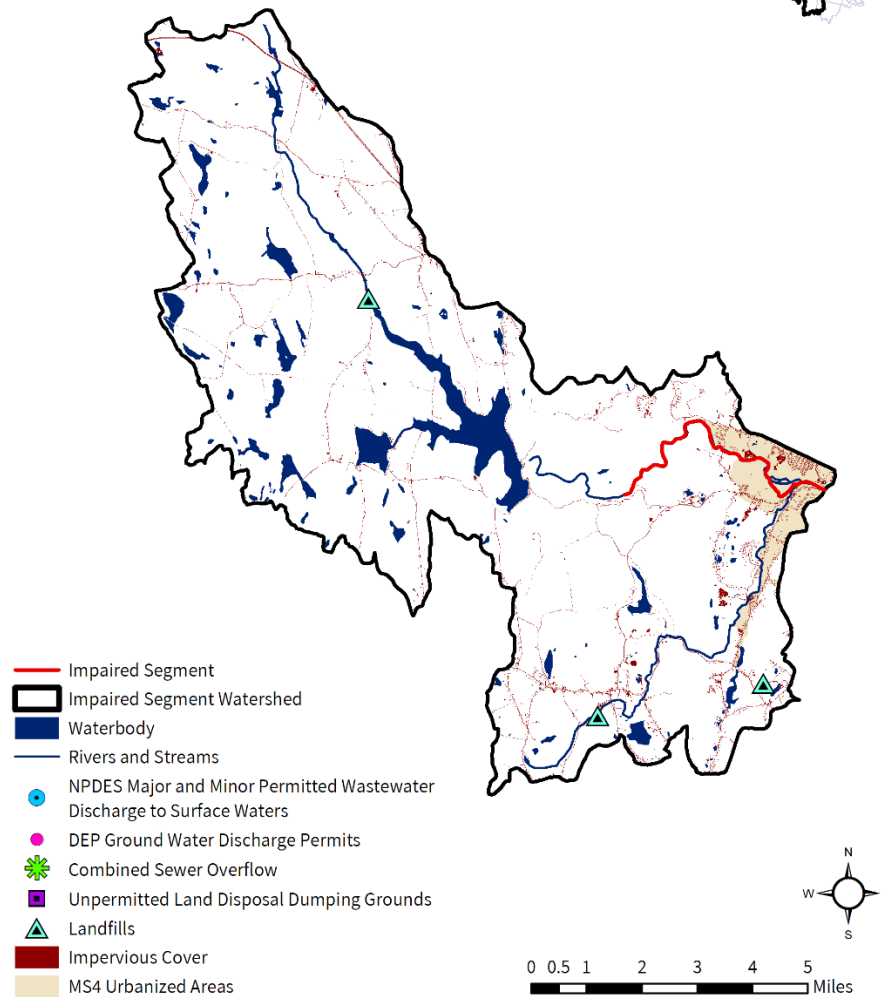 Impaired Segment
Impaired Segment Watershed
Waterbody
Rivers and Streams
NPDES Major and Minor Permitted Wastewater
Discharge to Surface Waters
DEP Ground Water Discharge Permits
Combined Sewer Overflow
Unpermitted Land Disposal Dumping Grounds
Landfills
Impervious Cover
MS4 Urbanized Areas
N
W
S
0 0.5 1 2 3 4 5
Miles